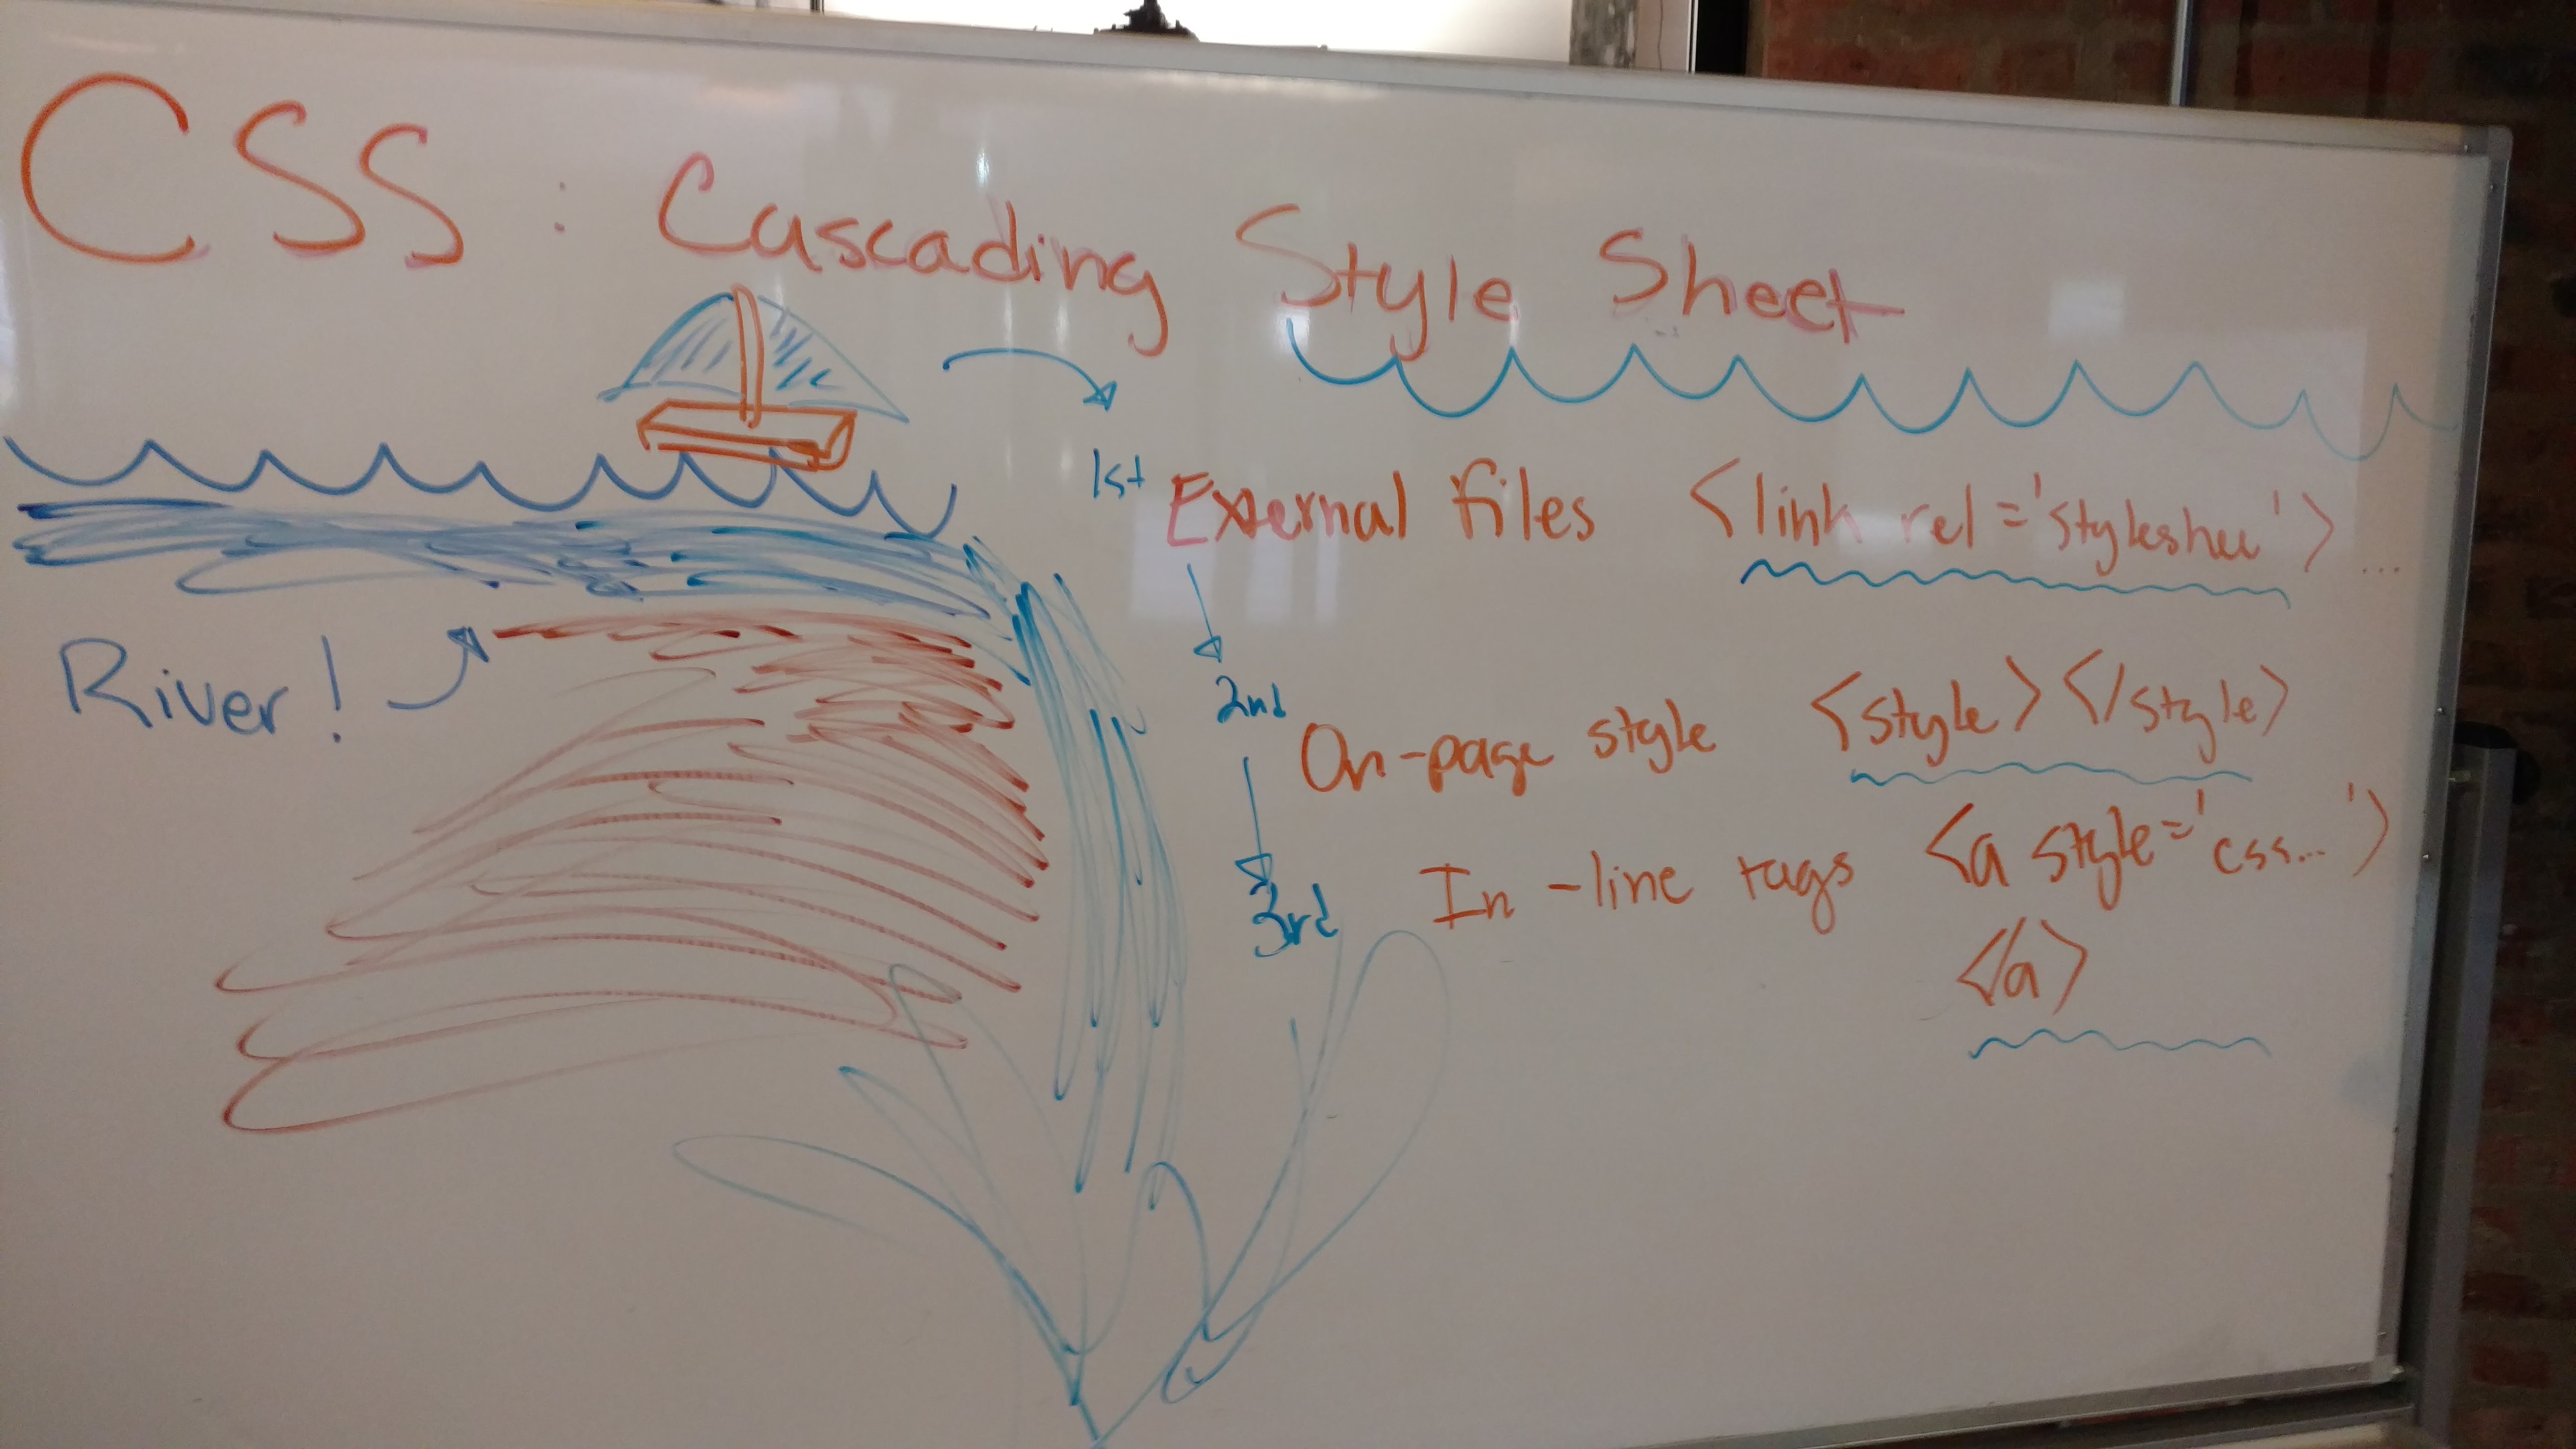 CSS : Cascading Style Sheet
1st External files <link rel='stylesheet'> ...
River!
2nd On-page style <style></style>
3rd In-line tags <a style='css...'>
</a>